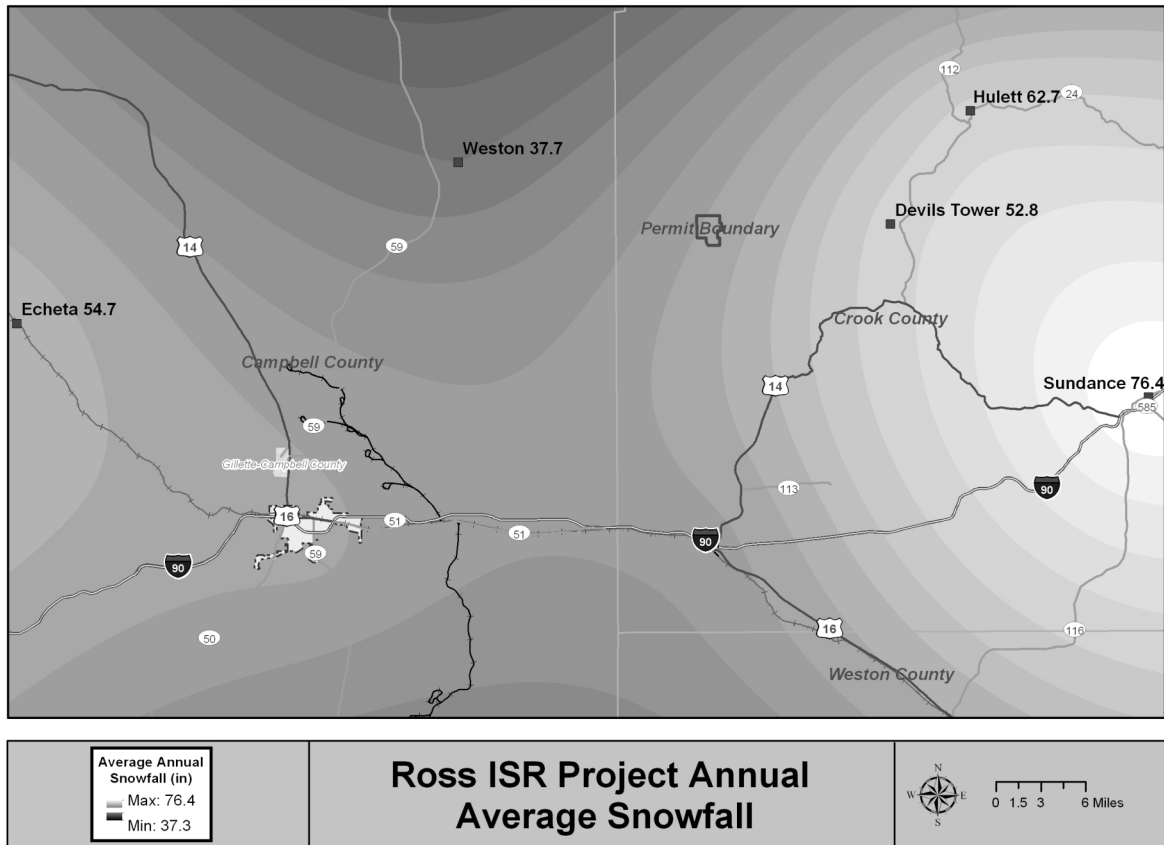 112
Hulett 62.7
24
Weston 37.7
Devils Tower 52.8
Permit Boundary
14
59
Echeta 54.7
Crook County
Campbell County
14
Sundance 76.4
585
59
Gillette-Campbell County
113
90
16
51
51
90
59
90
50
16
116
Weston County
Average Annual
Snowfall (in)
Max: 76.4
Min: 37.3
Ross ISR Project Annual
Average Snowfall
N
W E
S
0 1.5 3 6 Miles